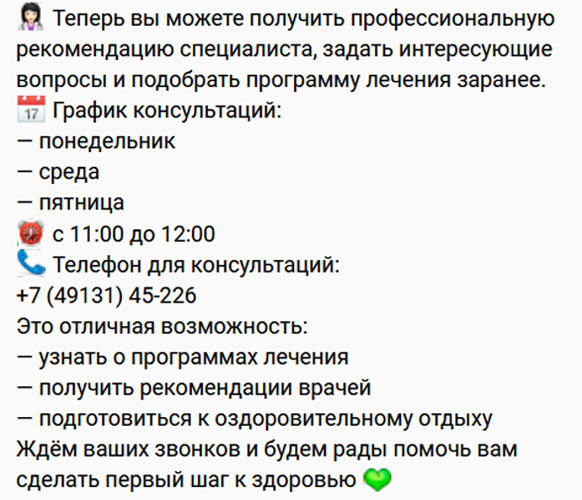 👩🏻‍⚕️ Теперь вы можете получить профессиональную
рекомендацию специалиста, задать интересующие
вопросы и подобрать программу лечения заранее.
📅 График консультаций:
— понедельник
— среда
— пятница
⏰ с 11:00 до 12:00
📞 Телефон для консультаций:
+7 (49131) 45-226
Это отличная возможность:
— узнать о программах лечения
— получить рекомендации врачей
— подготовиться к оздоровительному отдыху
Ждём ваших звонков и будем рады помочь вам
сделать первый шаг к здоровью 💚